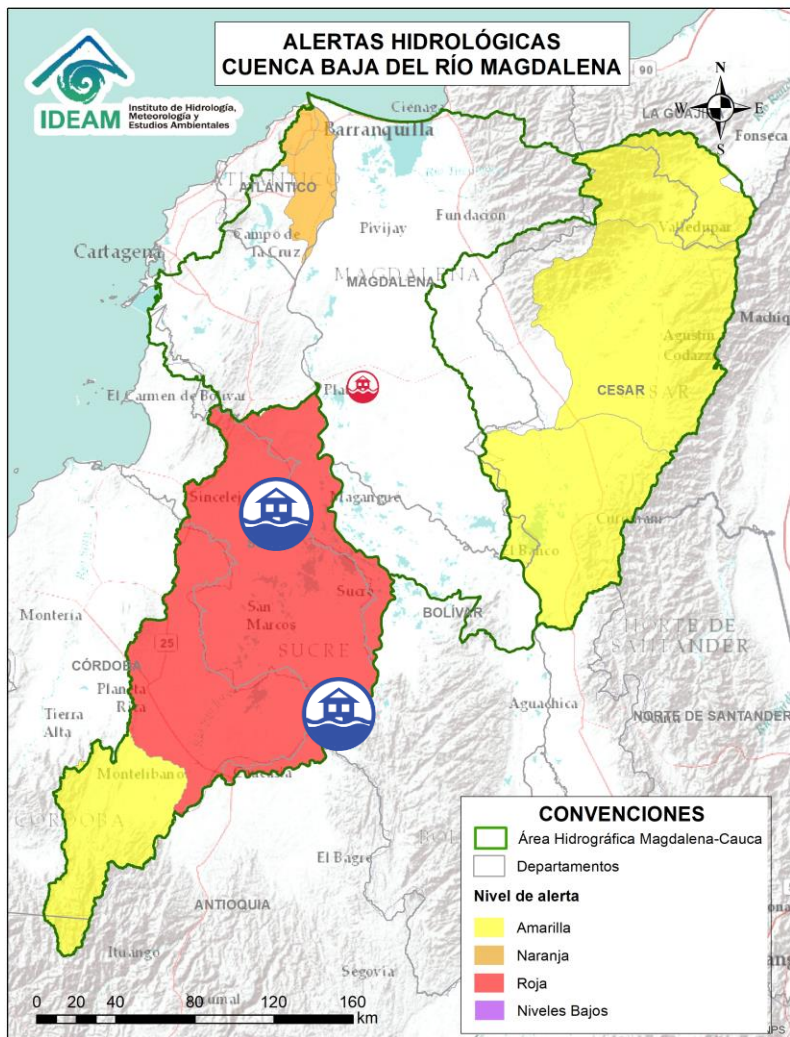 ALERTAS HIDROLÓGICAS
CUENCA BAJA DEL RÍO MAGDALENA
IDEAM
Instituto de Hidrología,
Meteorología y
Estudios Ambientales
90
N
W E
S
LA GUAJIRA
Fonseca
Ciénaga
Barranquilla
ATLÁNTICO
Campo de
la Cruz
Cartagena
Pivijay
Fundación
MAGDALENA
MAGDALENA
Valledupar
Agustín
Codazzi
CESAR
El Carmen de Bolívar
Magangue
El Banco
Sucre
San
Marcos
SUCRE
BOLÍVAR
Montería
25
CÓRDOBA
Planeta
Rica
Tierra
Alta
Montelíbano
CÓRDOBA
NORTE DE
SANTANDER
NORTE DE SANTANDER
Aguachica
El Bagre
ANTIOQUIA
Ituango
Segovia
CONVENCIONES
Área Hidrográfica Magdalena-Cauca
Departamentos
Nivel de alerta
Amarilla
Naranja
Roja
Niveles Bajos
0 20 40 80 120 160
km